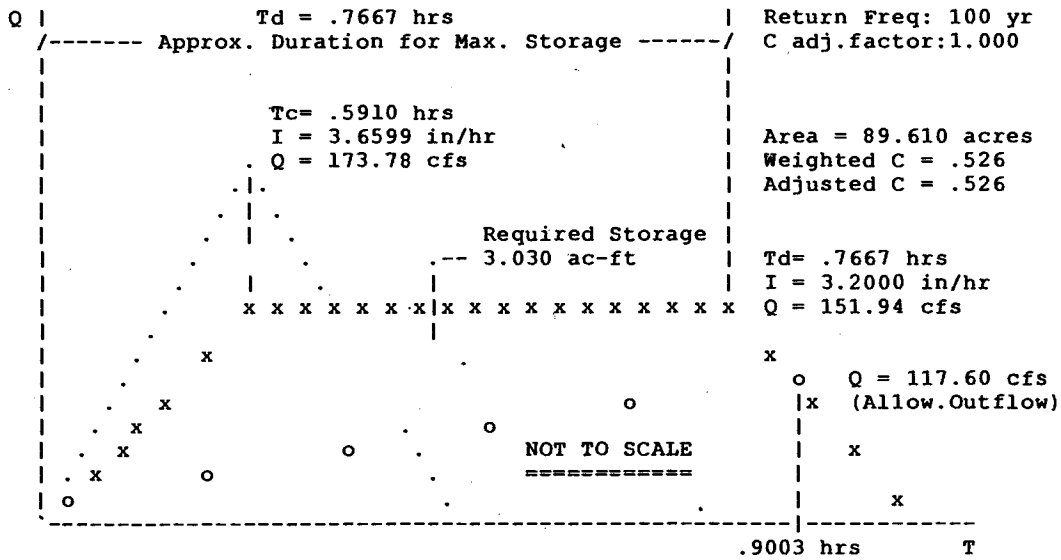 Q Td = .7667 hrs Return Freq: 100 yr
/------- Approx. Duration for Max. Storage ------/ C adj.factor:1.000
Tc= .5910 hrs
I = 3.6599 in/hr Area = 89.610 acres
Q = 173.78 cfs Weighted C = .526
Adjusted C = .526
Required Storage
3.030 ac-ft Td= .7667 hrs
I = 3.2000 in/hr
x x x x x x x x x x x x x x x x x x Q = 151.94 cfs
x x
o Q = 117.60 cfs
x o x (Allow.Outflow)
x o
x o NOT TO SCALE x
x o ============
o x
.9003 hrs T